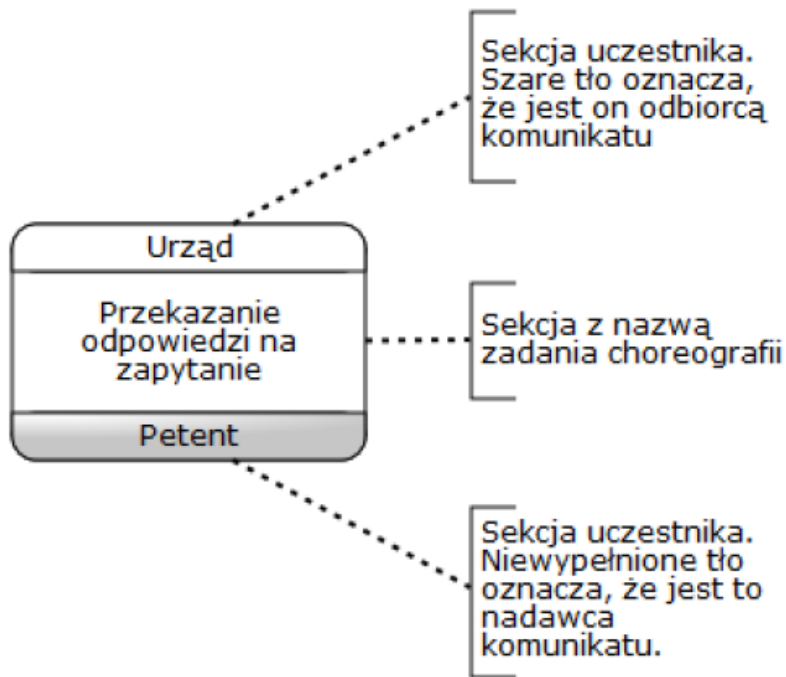 Sekcja uczestnika.
Szare tło oznacza,
że jest on odbiorcą
komunikatu
Urząd
Przekazanie
odpowiedzi na
zapytanie
Sekcja z nazwą
zadania choreografii
Petent
Sekcja uczestnika.
Niewypełnione tło
oznacza, że jest to
nadawca
komunikatu.